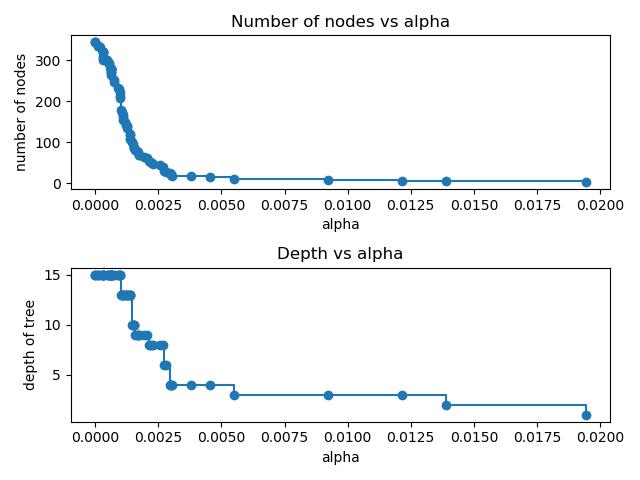 Number of nodes vs alpha
number of nodes
300
200
100
0
0.0000 0.0025 0.0050 0.0075 0.0100 0.0125 0.0150 0.0175 0.0200
alpha
Depth vs alpha
depth of tree
15
10
5
0.0000 0.0025 0.0050 0.0075 0.0100 0.0125 0.0150 0.0175 0.0200
alpha